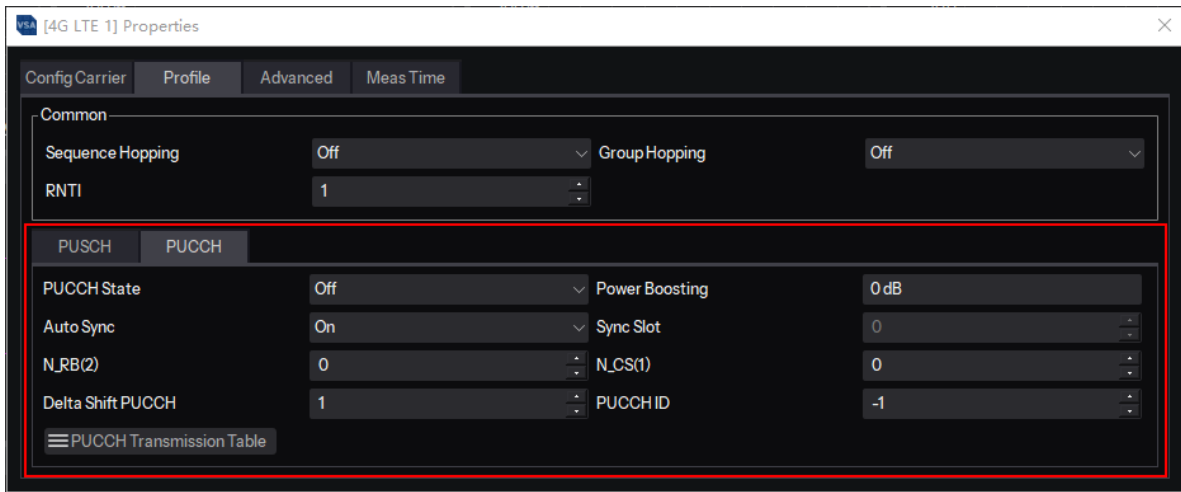 VSA [4G LTE 1] Properties
Config Carrier Profile Advanced Meas Time
Common
Sequence Hopping Off Group Hopping Off
RNTI 1
PUSCH PUCCH
PUCCH State Off Power Boosting 0 dB
Auto Sync On Sync Slot 0
N_RB(2) 0 N_CS(1) 0
Delta Shift PUCCH 1 PUCCH ID -1
PUCCH Transmission Table